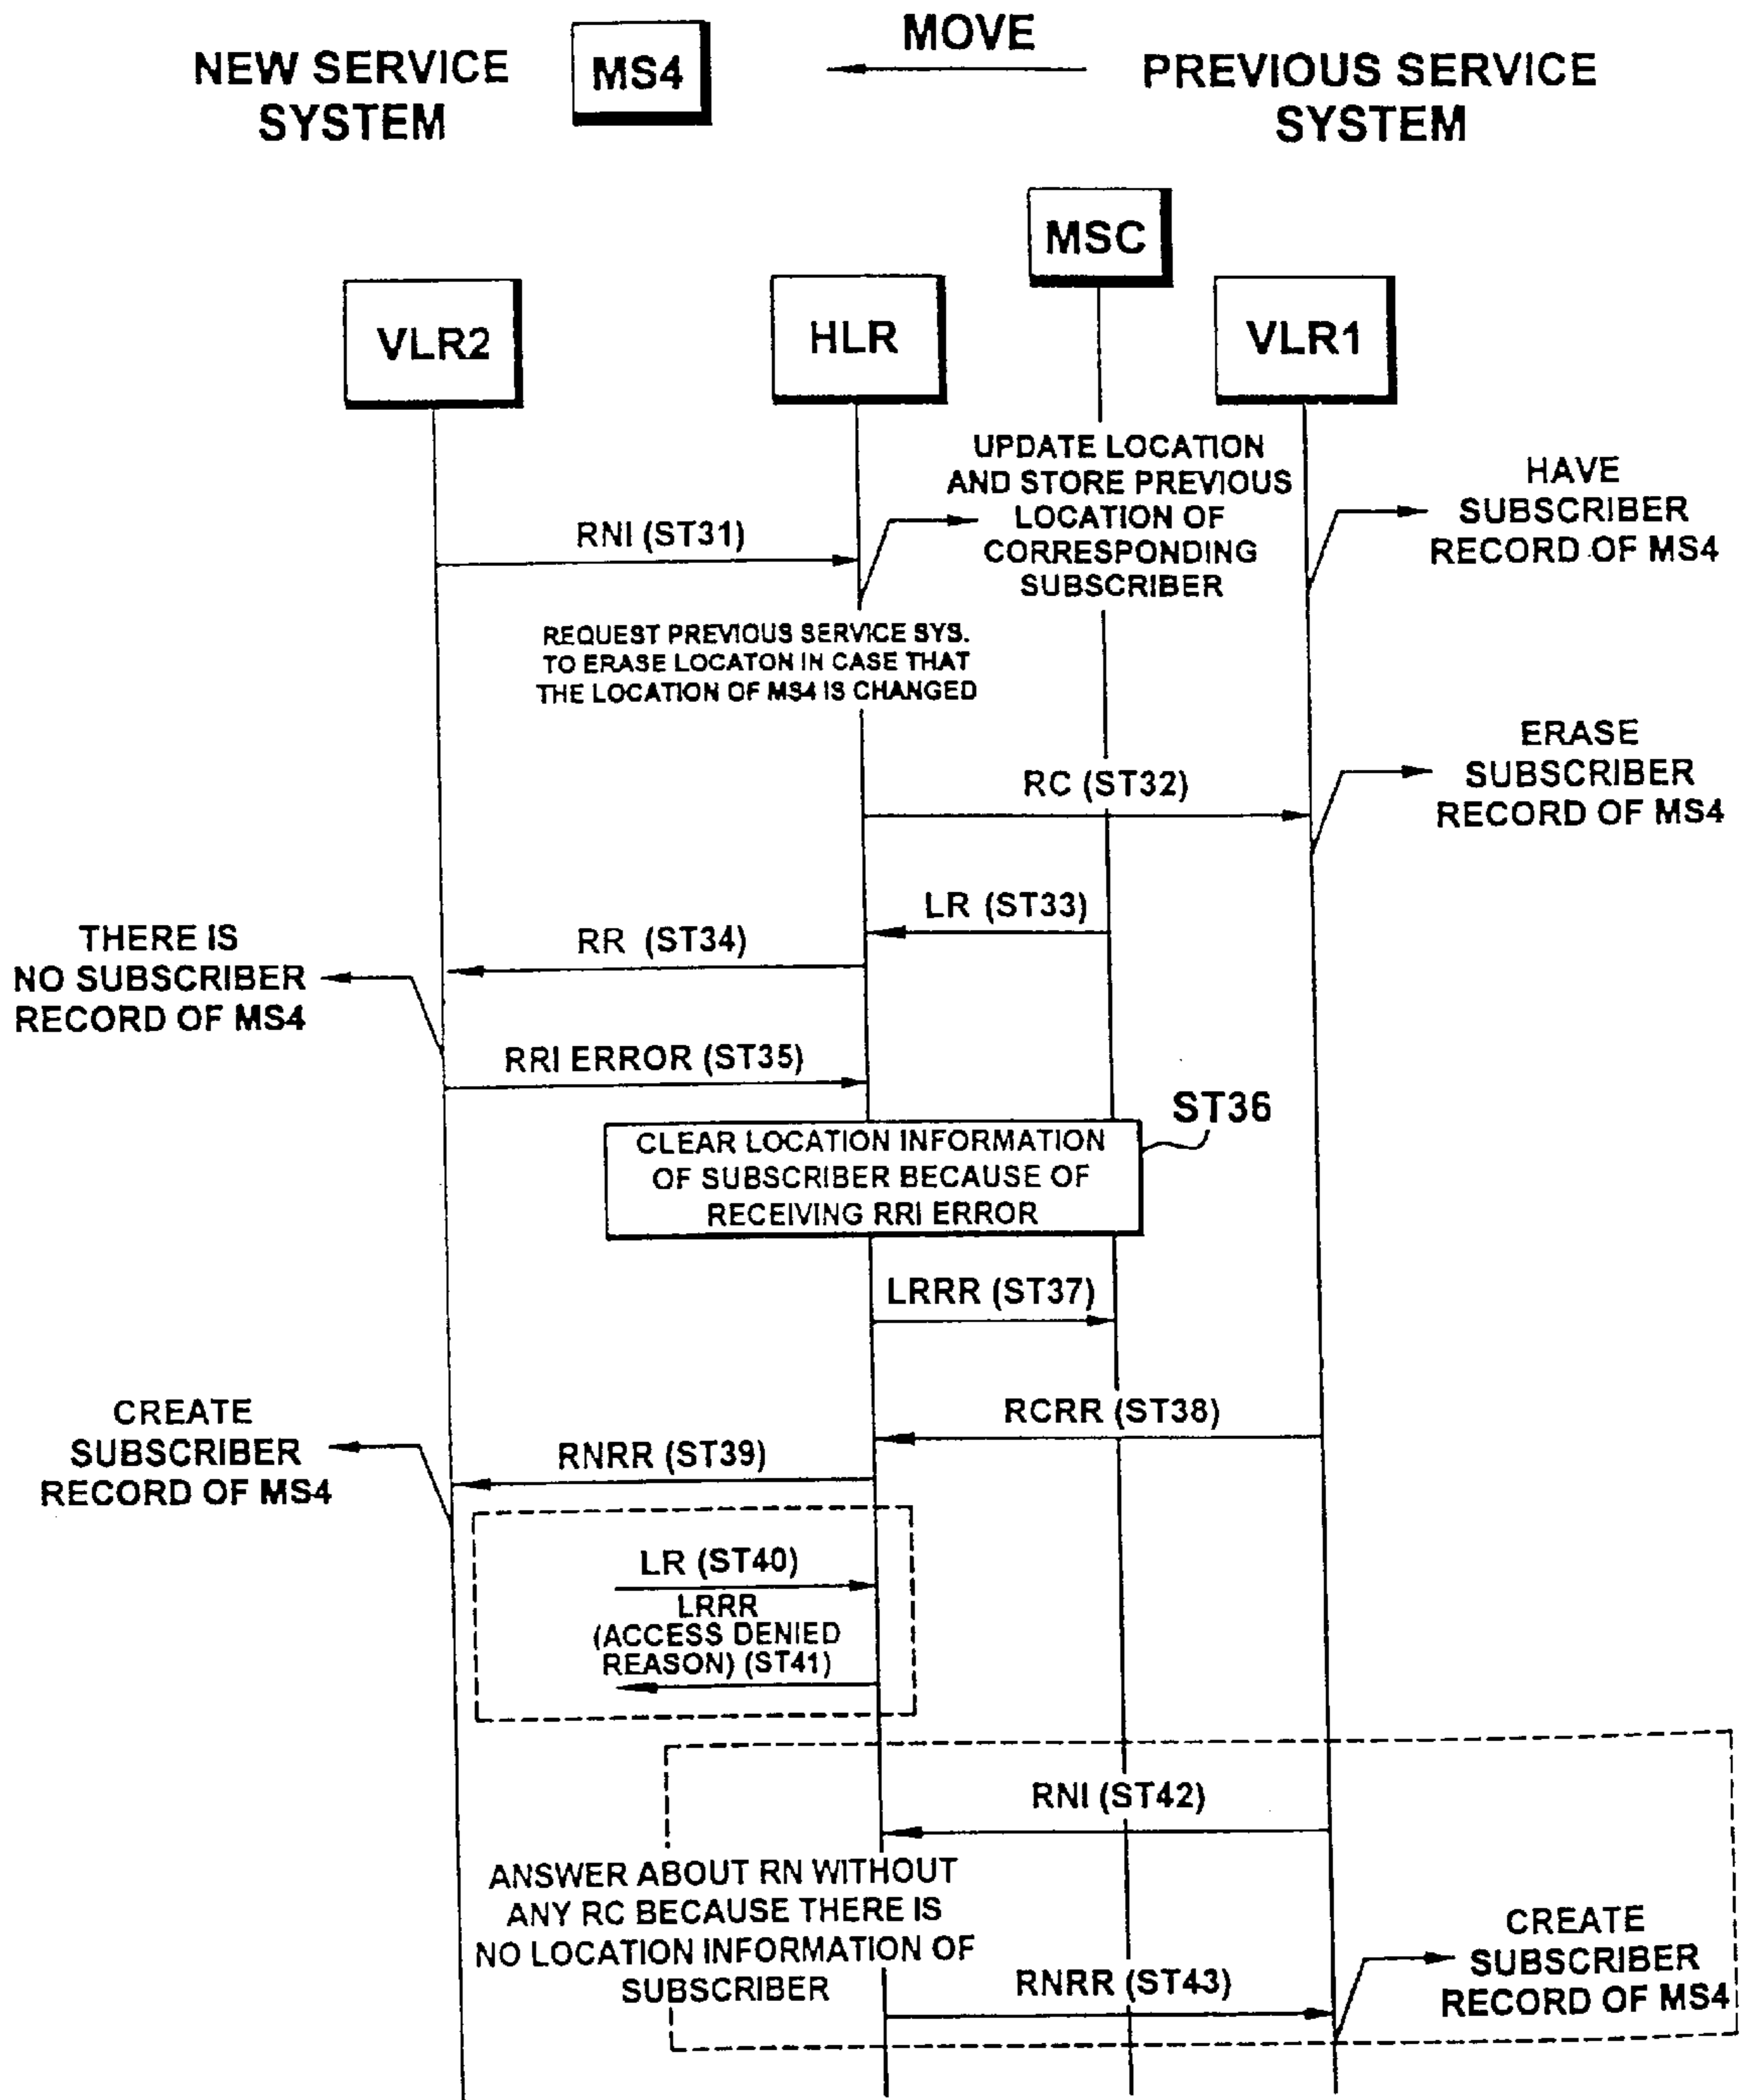 NEW SERVICE
SYSTEM
MS4
MOVE
PREVIOUS SERVICE
SYSTEM
MSC
VLR2
HLR
VLR1
UPDATE LOCATION
AND STORE PREVIOUS
LOCATION OF
CORRESPONDING
SUBSCRIBER
HAVE
SUBSCRIBER
RECORD OF MS4
RNI (ST31)
REQUEST PREVIOUS SERVICE SYS.
TO ERASE LOCATON IN CASE THAT
THE LOCATION OF MS4 IS CHANGED
ERASE
SUBSCRIBER
RECORD OF MS4
RC (ST32)
LR (ST33)
RR (ST34)
THERE IS
NO SUBSCRIBER
RECORD OF MS4
RRI ERROR (ST35)
ST36
CLEAR LOCATION INFORMATION
OF SUBSCRIBER BECAUSE OF
RECEIVING RRI ERROR
LRRR (ST37)
RCRR (ST38)
CREATE
SUBSCRIBER
RECORD OF MS4
RNRR (ST39)
LR (ST40)
LRRR
(ACCESS DENIED
REASON) (ST41)
RNI (ST42)
ANSWER ABOUT RN WITHOUT
ANY RC BECAUSE THERE IS
NO LOCATION INFORMATION OF
SUBSCRIBER
RNRR (ST43)
CREATE
SUBSCRIBER
RECORD OF MS4